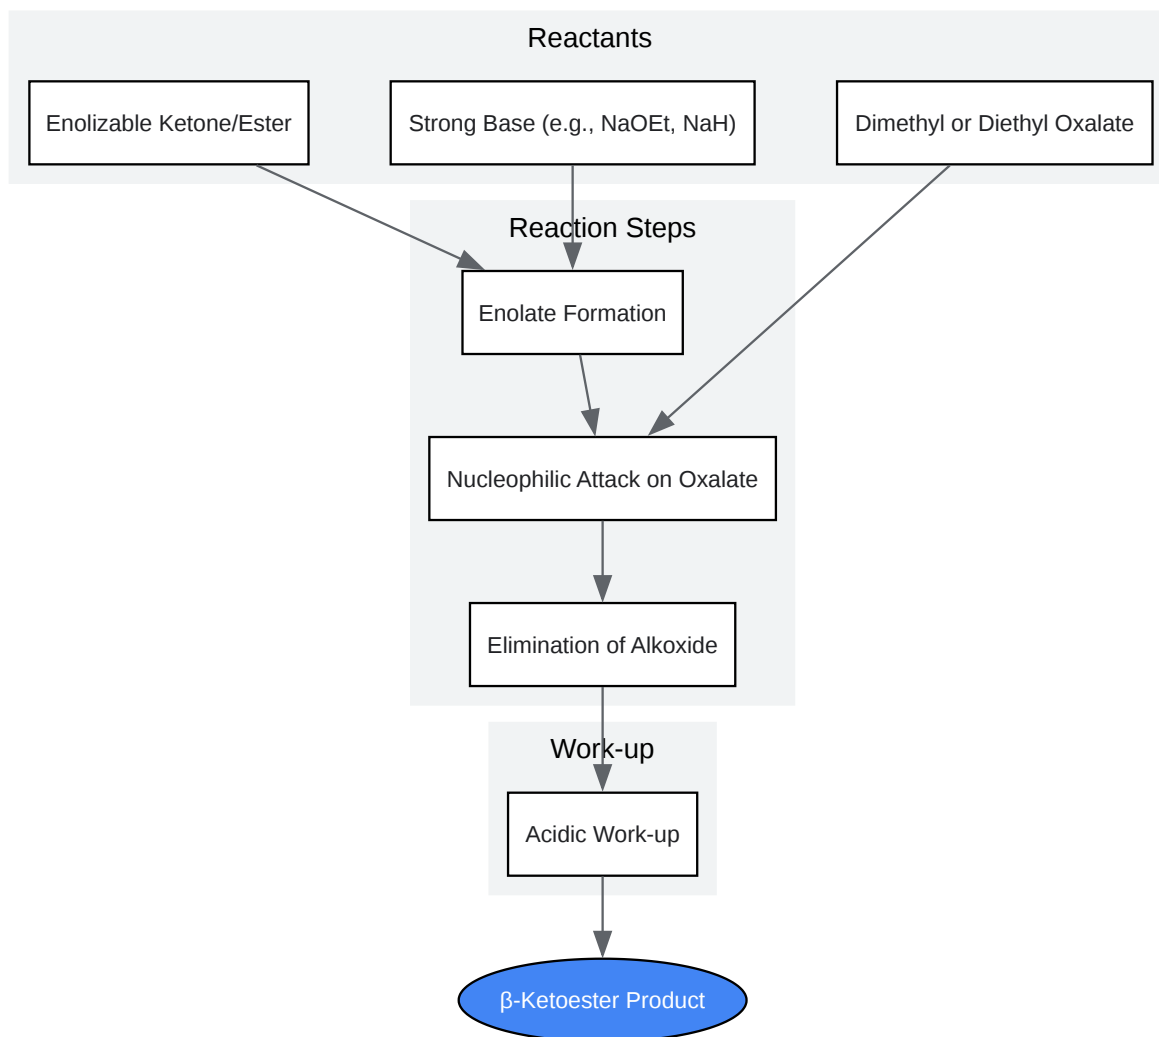 Reactants
Enolizable Ketone/Ester
Strong Base (e.g., NaOEt, NaH)
Dimethyl or Diethyl Oxalate
Reaction Steps
Enolate Formation
Nucleophilic Attack on Oxalate
Elimination of Alkoxide
Work-up
Acidic Work-up
β-Ketoester Product